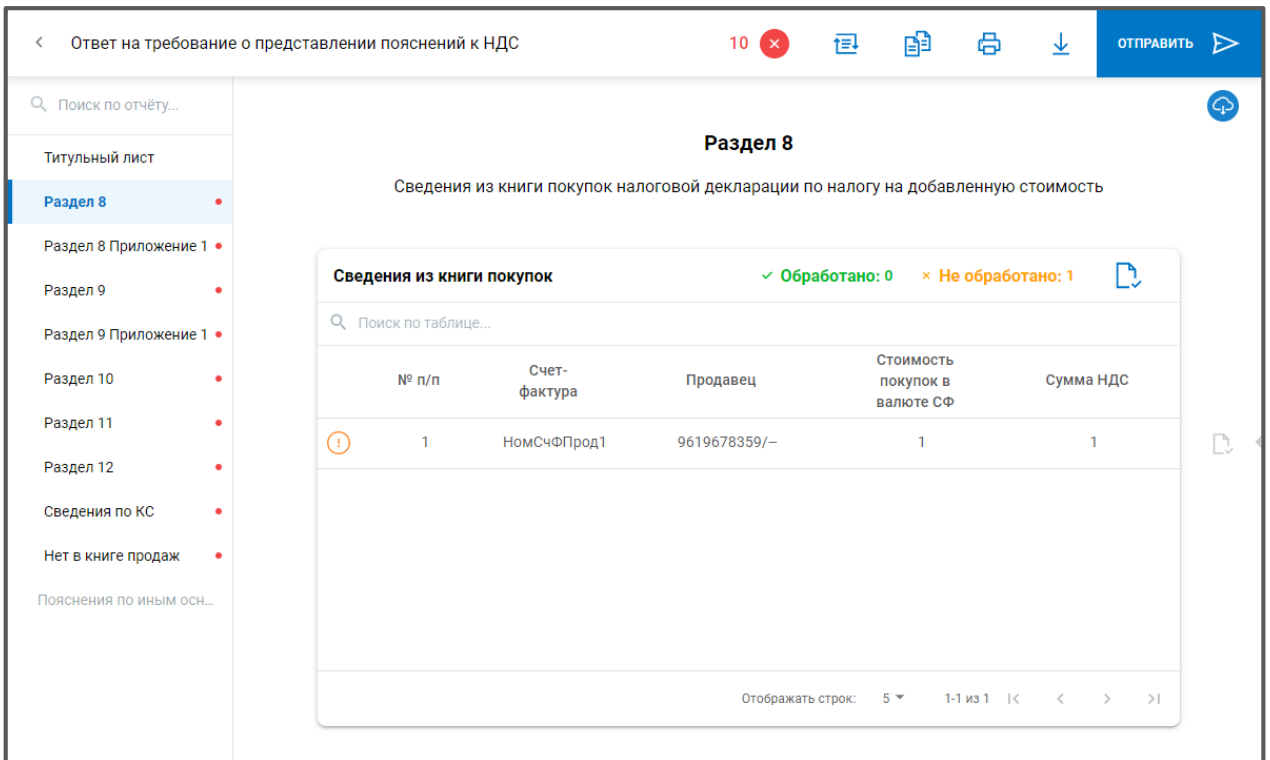 Ответ на требование о представлении пояснений к НДС
10
ОТПРАВИТЬ
Поиск по отчёту...
Титульный лист
Раздел 8
Раздел 8 Приложение 1
Раздел 9
Раздел 9 Приложение 1
Раздел 10
Раздел 11
Раздел 12
Сведения по КС
Нет в книге продаж
Пояснения по иным осн...
Раздел 8
Сведения из книги покупок налоговой декларации по налогу на добавленную стоимость
Сведения из книги покупок
Обработано: 0
Не обработано: 1
Поиск по таблице...
№ п/п
Счет-
фактура
Продавец
Стоимость
покупок в
валюте СФ
Сумма НДС
1 НомСчФПрод1 9619678359/– 1 1
Отображать строк: 5 1-1 из 1